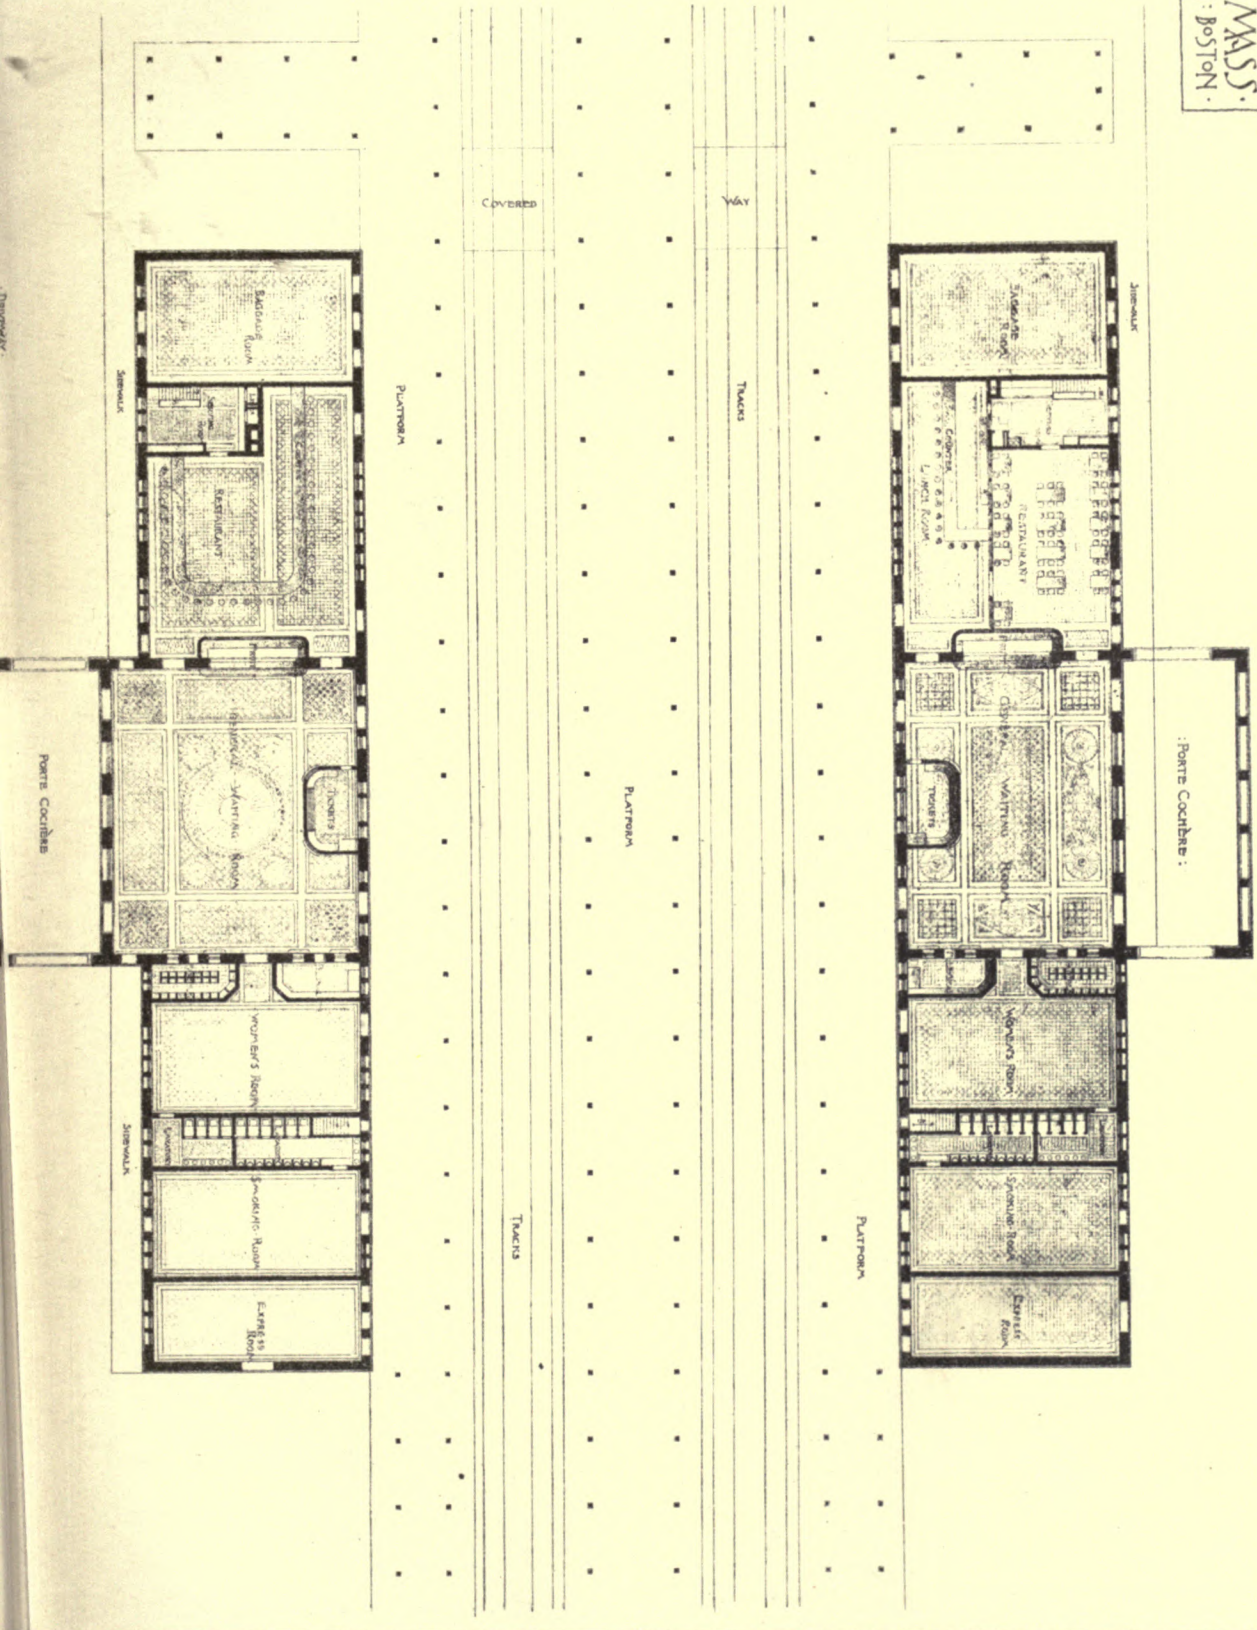 MASS.
: BOSTON .
COVERED
WAY
SIDEWALK
BAGGAGE
ROOM
BAGGAGE
ROOM
SIDEWALK
PLATFORM
TRACKS
COUNTER
LUNCH ROOM
RESTAURANT
RESTAURANT
GENERAL WAITING ROOM
TICKETS
PORTE COCHÈRE
PLATFORM
GENERAL WAITING ROOM
TICKETS
: PORTE COCHÈRE :
WOMEN'S ROOM
WOMEN'S ROOM
SIDEWALK
SMOKING-ROOM
SMOKING-ROOM
TRACKS
PLATFORM
EXPRESS
ROOM
EXPRESS
ROOM